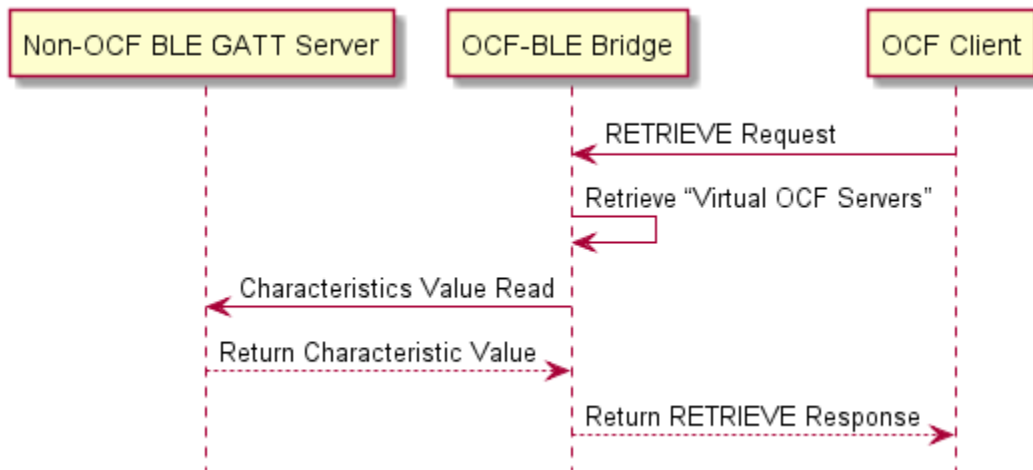 Non-OCF BLE GATT Server
OCF-BLE Bridge
OCF Client
RETRIEVE Request
Retrieve “Virtual OCF Servers”
Characteristics Value Read
Return Characteristic Value
Return RETRIEVE Response